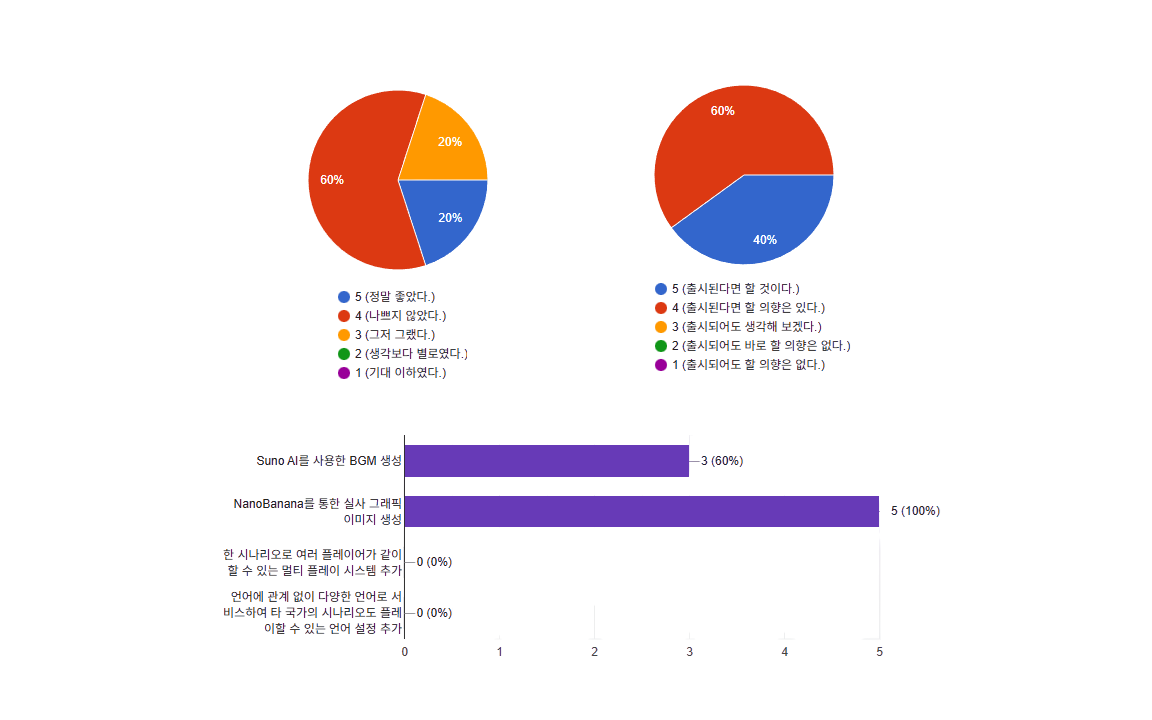 60%
20%
20%
5 (정말 좋았다.)
4 (나쁘지 않았다.)
3 (그저 그랬다.)
2 (생각보다 별로였다.)
1 (기대 이하였다.)
60%
40%
5 (출시된다면 할 것이다.)
4 (출시된다면 할 의향은 있다.)
3 (출시되어도 생각해 보겠다.)
2 (출시되어도 바로 할 의향은 없다.)
1 (출시되어도 할 의향은 없다.)
Suno AI를 사용한 BGM 생성
3 (60%)
NanoBanana를 통한 실사 그래픽
이미지 생성
5 (100%)
한 시나리오로 여러 플레이어가 같이
할 수 있는 멀티 플레이 시스템 추가
0 (0%)
언어에 관계 없이 다양한 언어로 서
비스하여 타 국가의 시나리오도 플레
이할 수 있는 언어 설정 추가
0 (0%)
0 1 2 3 4 5